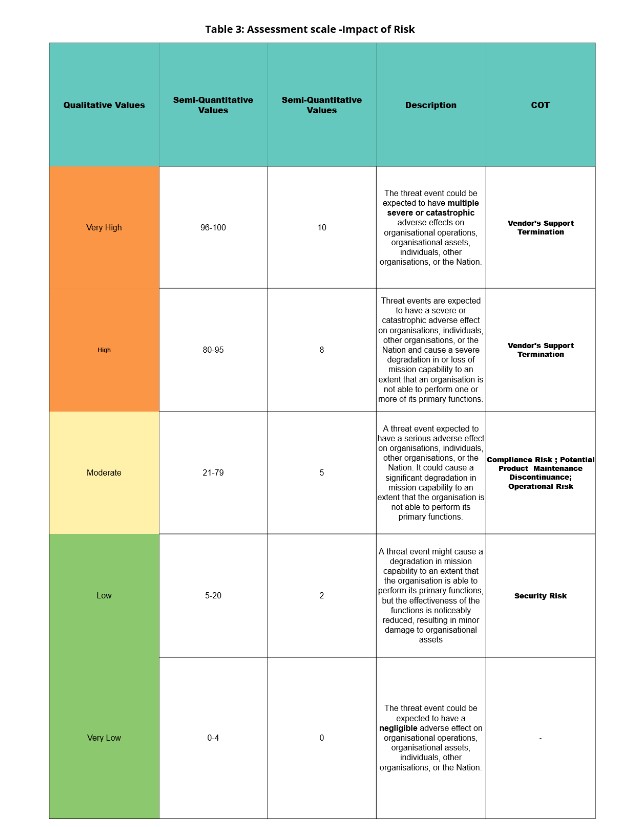 Table 3: Assessment scale -Impact of Risk
Qualitative Values
Semi-Quantitative
Values
Semi-Quantitative
Values
Description
COT
Very High
96-100
10
The threat event could be
expected to have multiple
severe or catastrophic
adverse effects on
organisational operations,
organisational assets,
individuals, other
organisations, or the Nation.
Vendor's Support
Termination
High
80-95
8
Threat events are expected
to have a severe or
catastrophic adverse effect
on organisations, individuals,
other organisations, or the
Nation and cause a severe
degradation in or loss of
mission capability to an
extent that an organisation is
not able to perform one or
more of its primary functions.
Vendor's Support
Termination
Moderate
21-79
5
A threat event expected to
have a serious adverse effect
on organisations, individuals,
other organisations, or the
Nation. It could cause a
significant degradation in
mission capability to an
extent that the organisation is
not able to perform its
primary functions.
Compliance Risk ; Potential
Product Maintenance
Discontinuance;
Operational Risk
Low
5-20
2
A threat event might cause a
degradation in mission
capability to an extent that
the organisation is able to
perform its primary functions,
but the effectiveness of the
functions is noticeably
reduced, resulting in minor
damage to organisational
assets
Security Risk
Very Low
0-4
0
The threat event could be
expected to have a
negligible adverse effect on
organisational operations,
organisational assets,
individuals, other
organisations, or the Nation.
-